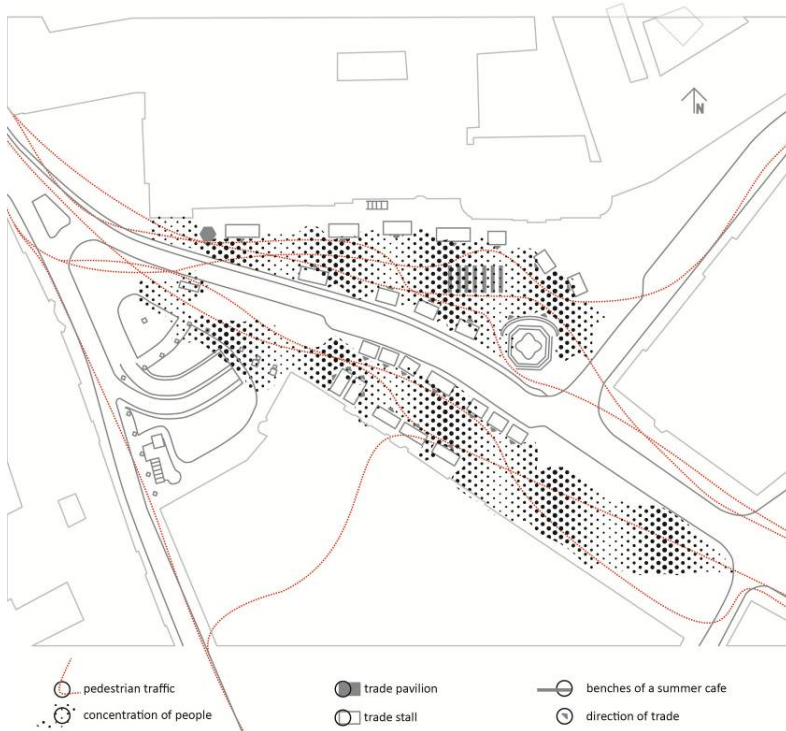 N
pedestrian traffic
trade pavilion
benches of a summer cafe
concentration of people
trade stall
direction of trade